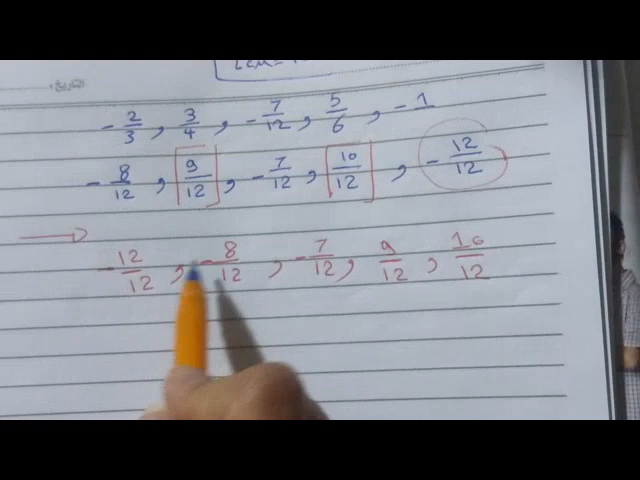 LCM =
التاريخ
- 2/3 , 3/4 , - 7/12 , 5/6 , - 1
- 8/12 , 9/12 , - 7/12 , 10/12 , - 12/12
→ - 12/12 , - 8/12 , - 7/12 , 9/12 , 10/12